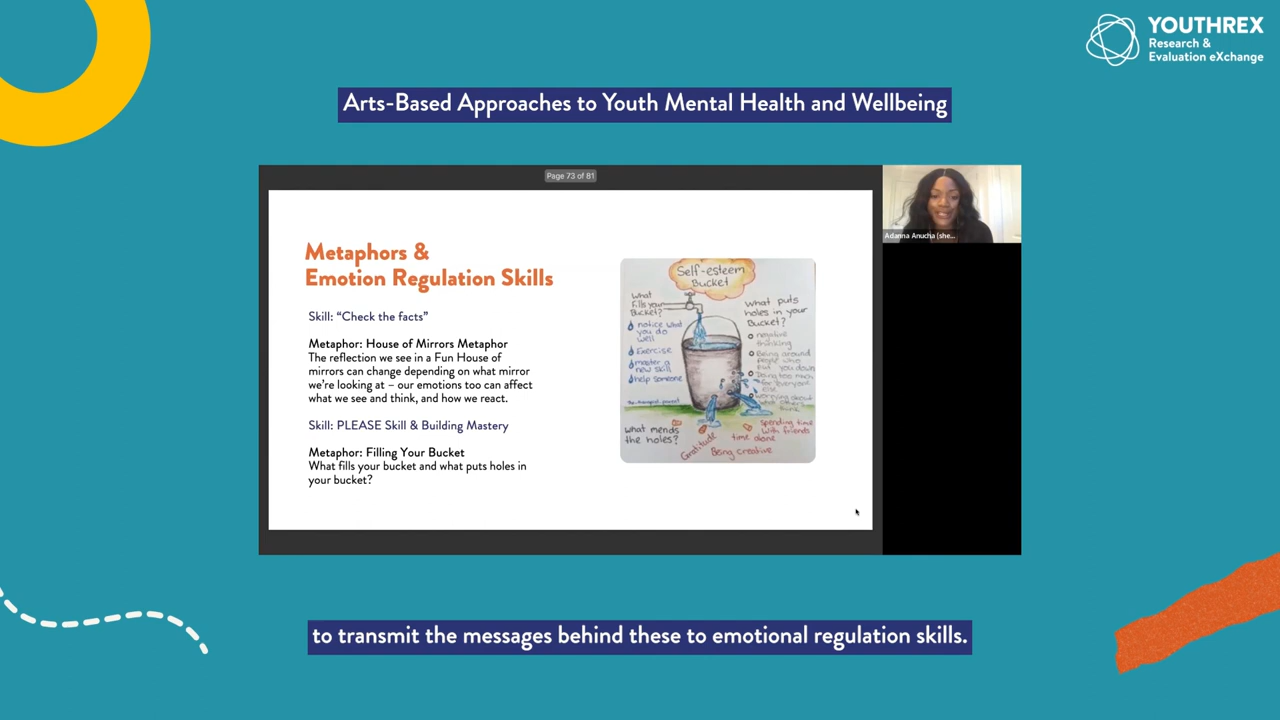 YOUTHREX
Research &
Evaluation eXchange
Arts-Based Approaches to Youth Mental Health and Wellbeing
Page 73 of 81
Metaphors &
Emotion Regulation Skills
Skill: “Check the facts”
Metaphor: House of Mirrors Metaphor
The reflection we see in a Fun House of
mirrors can change depending on what mirror
we’re looking at – our emotions too can affect
what we see and think, and how we react.
Skill: PLEASE Skill & Building Mastery
Metaphor: Filling Your Bucket
What fills your bucket and what puts holes in
your bucket?
Self-esteem
Bucket
What
fills your
Bucket?
notice what
you do
well
Exercise
master a
new skill
help someone
What puts
holes in your
Bucket?
negative
thinking
Being around
people who
put you down
Doing too much
for everyone
else
worrying about
what others
think
what mends
the holes?
Gratitude
time alone
Being creative
spending time
with friends
Adanna Anucha (she...
to transmit the messages behind these to emotional regulation skills.